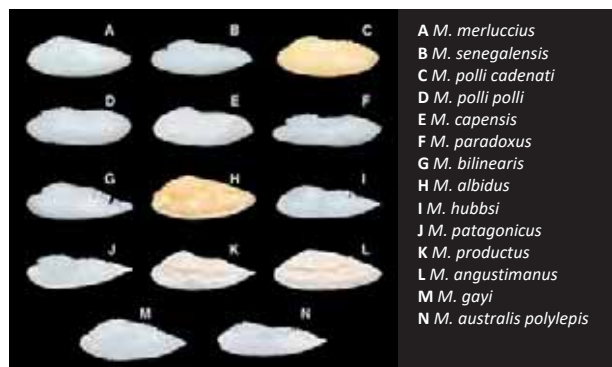 A B C
D E F
G H I
J K L
M N
A M. merluccius
B M. senegalensis
C M. polli cadenati
D M. polli polli
E M. capensis
F M. paradoxus
G M. bilinearis
H M. albidus
I M. hubbsi
J M. patagonicus
K M. productus
L M. angustimanus
M M. gayi
N M. australis polylepis